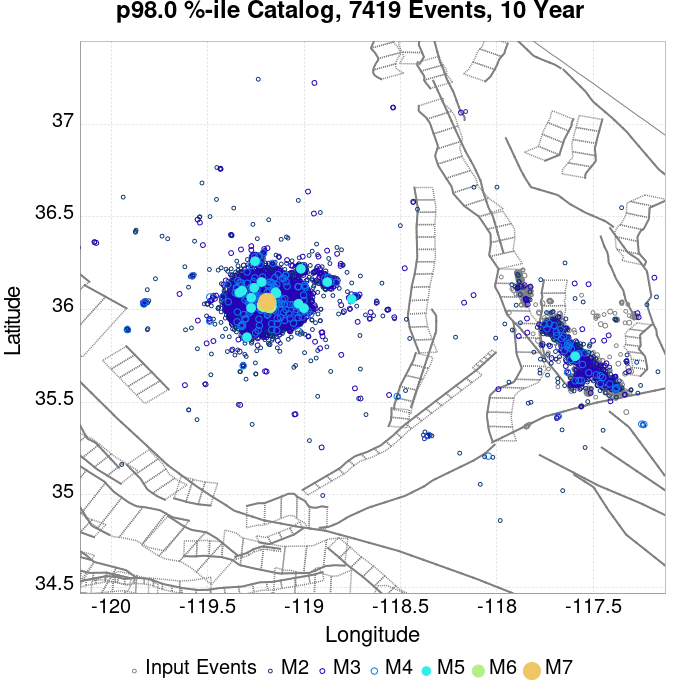 p98.0 %-ile Catalog, 7419 Events, 10 Year
37
36.5
36
35.5
35
34.5
Latitude
-120 -119.5 -119 -118.5 -118 -117.5
Longitude
Input Events M2 M3 M4 M5 M6 M7